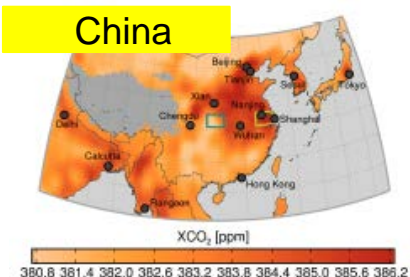 China
Beijing
Tianjin
Seoul
Tokyo
Xian
Nanjing
Chengdu
Shanghai
Wuhan
Delhi
Calcutta
Hong Kong
Rangoon
XCO₂ [ppm]
380.8 381.4 382.0 382.6 383.2 383.8 384.4 385.0 385.6 386.2